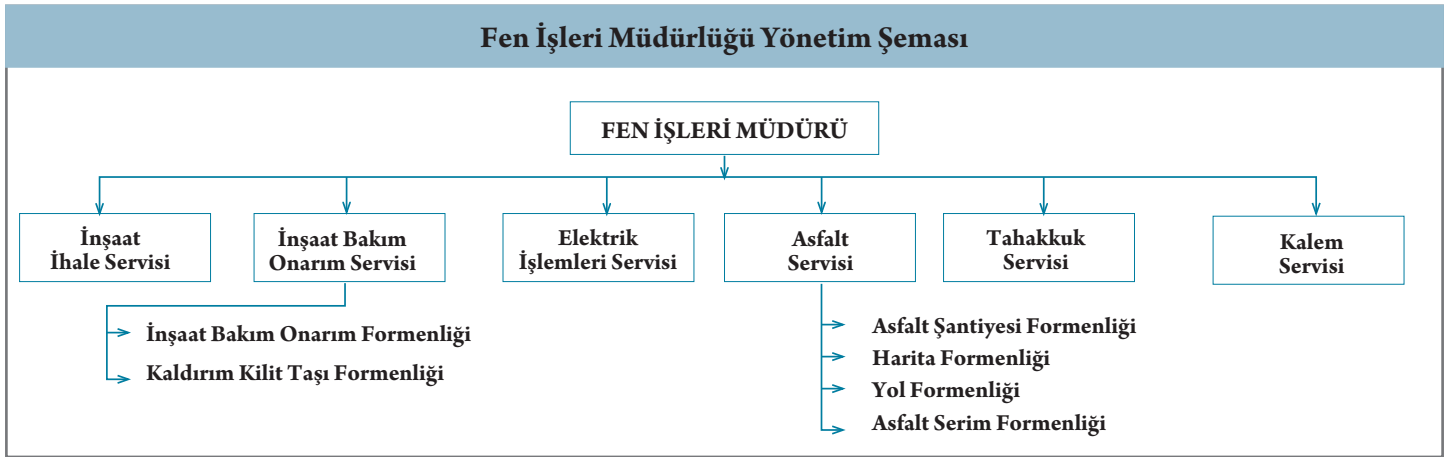 Fen İşleri Müdürlüğü Yönetim Şeması
FEN İŞLERİ MÜDÜRÜ
İnşaat
İhale Servisi
İnşaat Bakım
Onarım Servisi
Elektrik
İşlemleri Servisi
Asfalt
Servisi
Tahakkuk
Servisi
Kalem
Servisi
İnşaat Bakım Onarım Formenliği
Kaldırım Kilit Taşı Formenliği
Asfalt Şantiyesi Formenliği
Harita Formenliği
Yol Formenliği
Asfalt Serim Formenliği